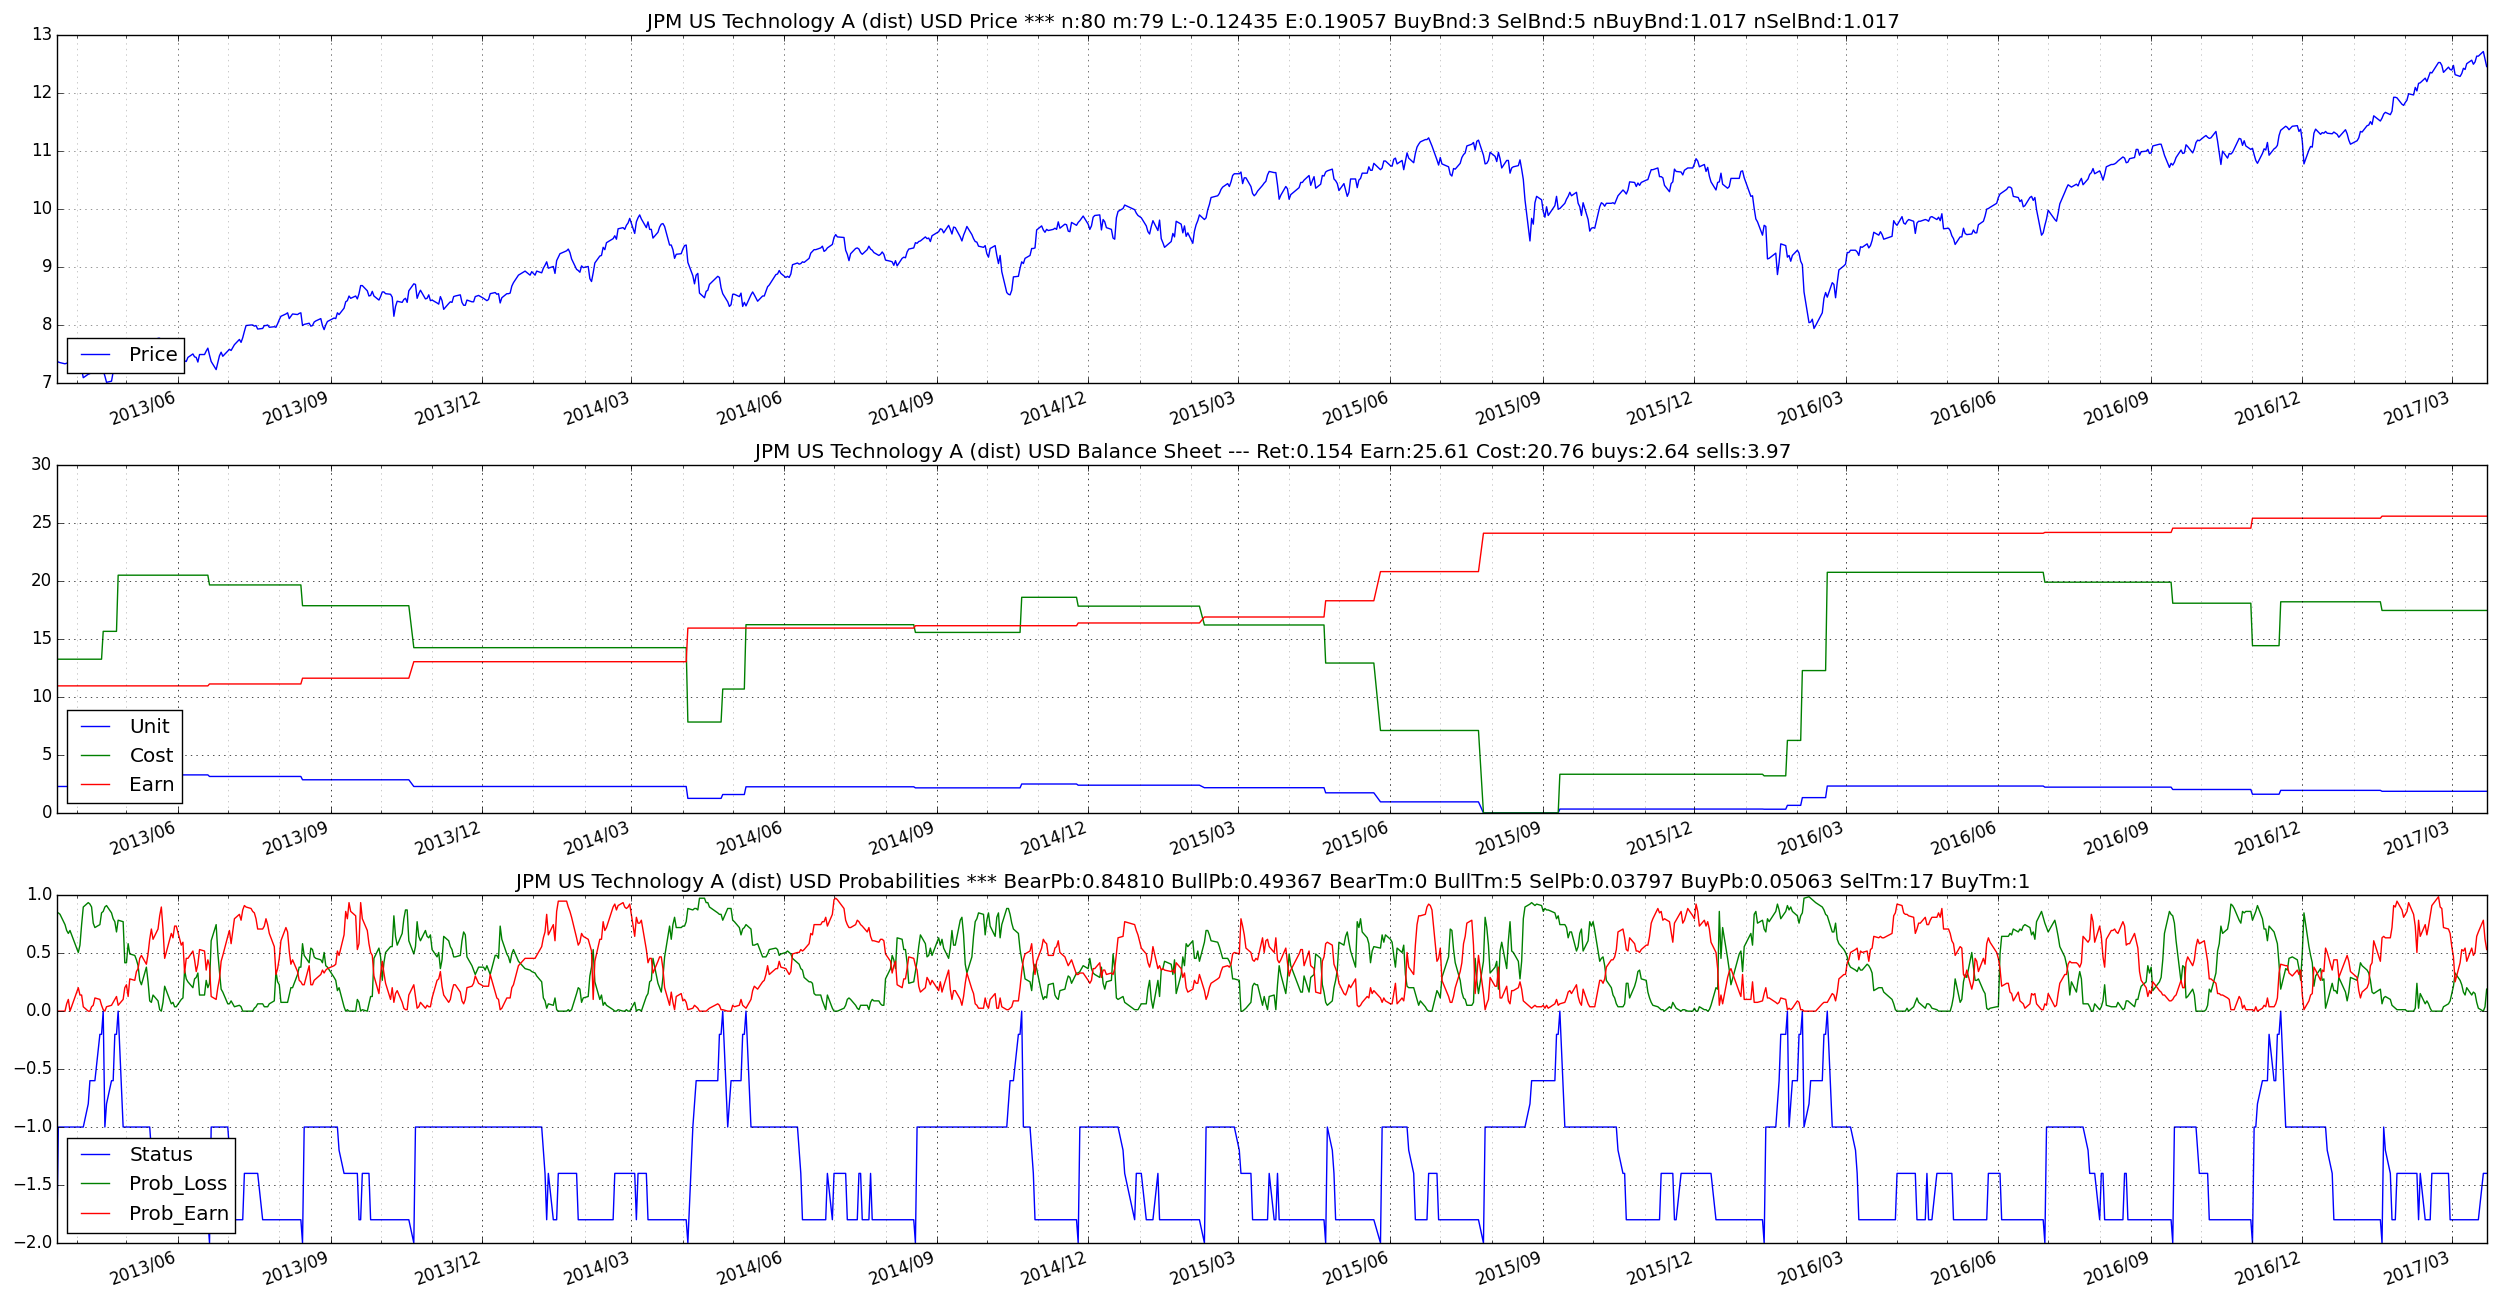 JPM US Technology A (dist) USD Price *** n:80 m:79 L:-0.12435 E:0.19057 BuyBnd:3 SelBnd:5 nBuyBnd:1.017 nSelBnd:1.017
13
12
11
10
9
8
7
Price
2013/06 2013/09 2013/12 2014/03 2014/06 2014/09 2014/12 2015/03 2015/06 2015/09 2015/12 2016/03 2016/06 2016/09 2016/12 2017/03
JPM US Technology A (dist) USD Balance Sheet --- Ret:0.154 Earn:25.61 Cost:20.76 buys:2.64 sells:3.97
30
25
20
15
10
5
0
Unit
Cost
Earn
2013/06 2013/09 2013/12 2014/03 2014/06 2014/09 2014/12 2015/03 2015/06 2015/09 2015/12 2016/03 2016/06 2016/09 2016/12 2017/03
JPM US Technology A (dist) USD Probabilities *** BearPb:0.84810 BullPb:0.49367 BearTm:0 BullTm:5 SelPb:0.03797 BuyPb:0.05063 SelTm:17 BuyTm:1
1.0
0.5
0.0
−0.5
−1.0
−1.5
−2.0
Status
Prob_Loss
Prob_Earn
2013/06 2013/09 2013/12 2014/03 2014/06 2014/09 2014/12 2015/03 2015/06 2015/09 2015/12 2016/03 2016/06 2016/09 2016/12 2017/03